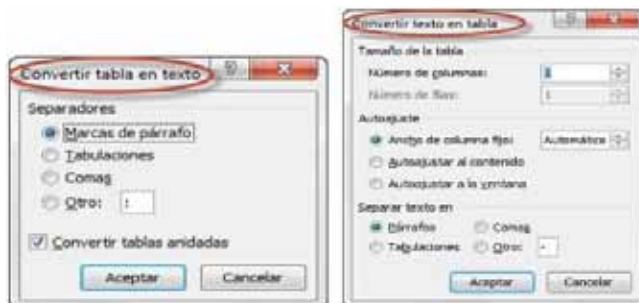 Convertir tabla en texto
Separadores
Marcas de párrafo
Tabulaciones
Comas
Otro:
Convertir tablas anidadas
Aceptar Cancelar
Convertir texto en tabla
Tamaño de la tabla
Número de columnas:
Número de filas:
Autoajuste
Ancho de columna fijo: Automático
Autoajustar al contenido
Autoajustar a la ventana
Separar texto en
Párrafos Comas
Tabulaciones Otro: -
Aceptar Cancelar